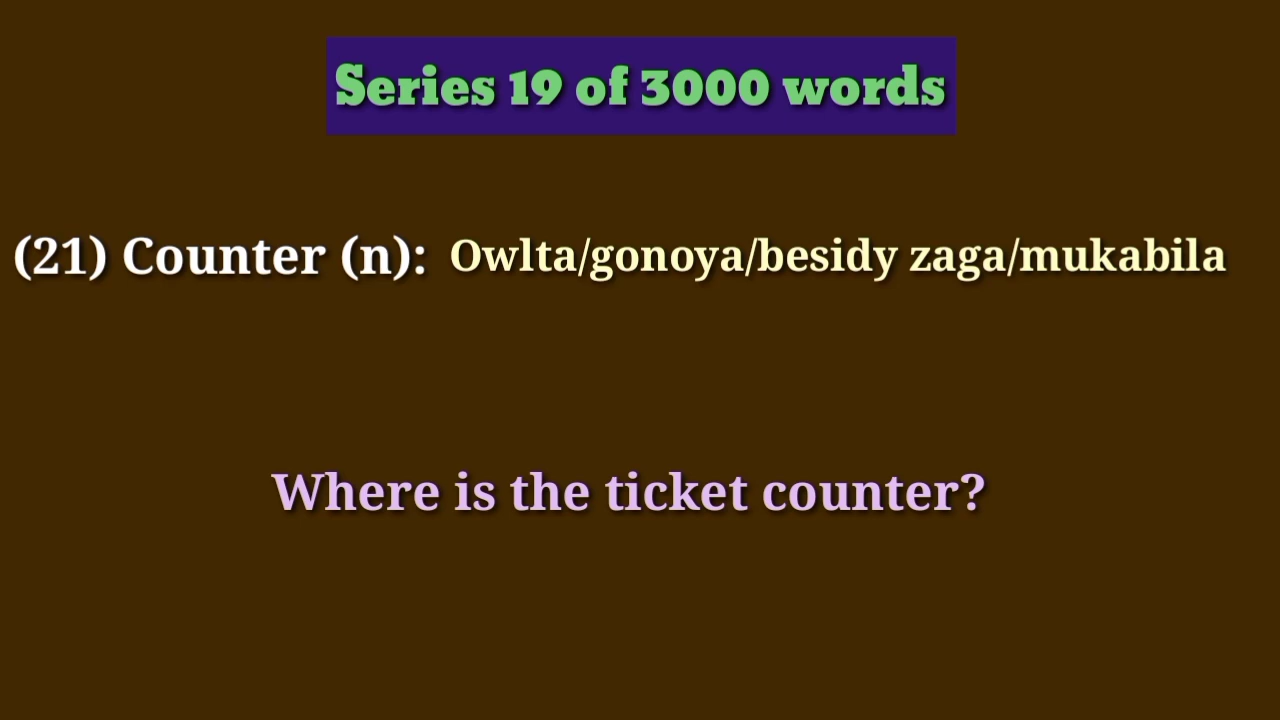 Series 19 of 3000 words
(21) Counter (n): Owlta/gonoya/besidy zaga/mukabila
Where is the ticket counter?